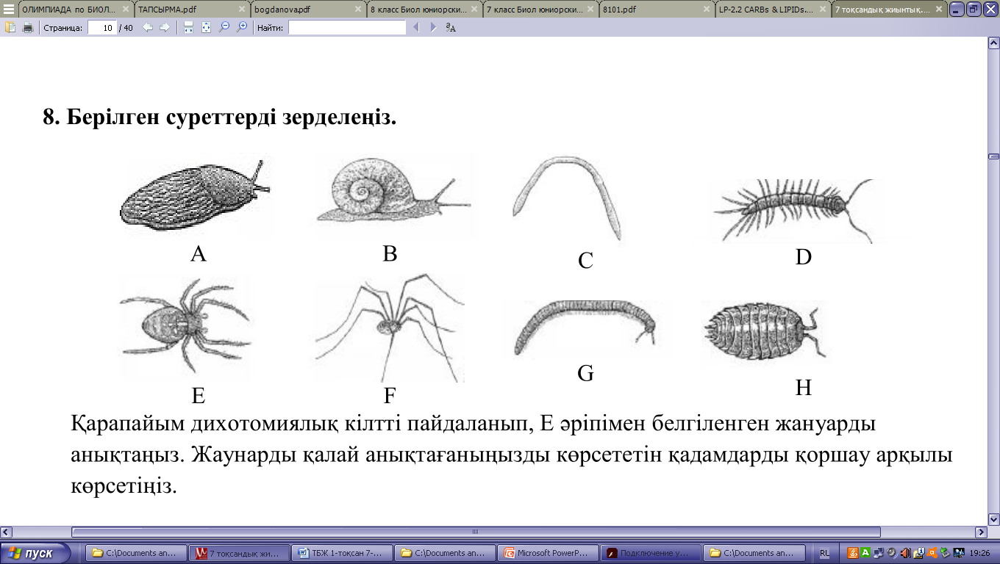 ОЛИМПИАДА по БИОЛ...
ТАПСЫРМА.pdf
bogdanova.pdf
8 класс Биол юниорски...
7 класс Биол юниорски...
8101.pdf
LP-2.2 CARBs & LIPIDs....
7 тоқсандық жиынтық....
Страница: 10 / 40
Найти:
8. Берілген суреттерді зерделеңіз.
A B C D
E F G H
Қарапайым дихотомиялық кілтті пайдаланып, Е әріпімен белгіленген жануарды
анықтаңыз. Жаунарды қалай анықтағаныңызды көрсететін қадамдарды қоршау арқылы
көрсетіңіз.
пуск
C:\Documents an...
7 тоқсандық жи...
ТБЖ 1-тоқсан 7-...
C:\Documents an...
Microsoft PowerP...
Подключение у...
C:\Documents an...
RL
19:26